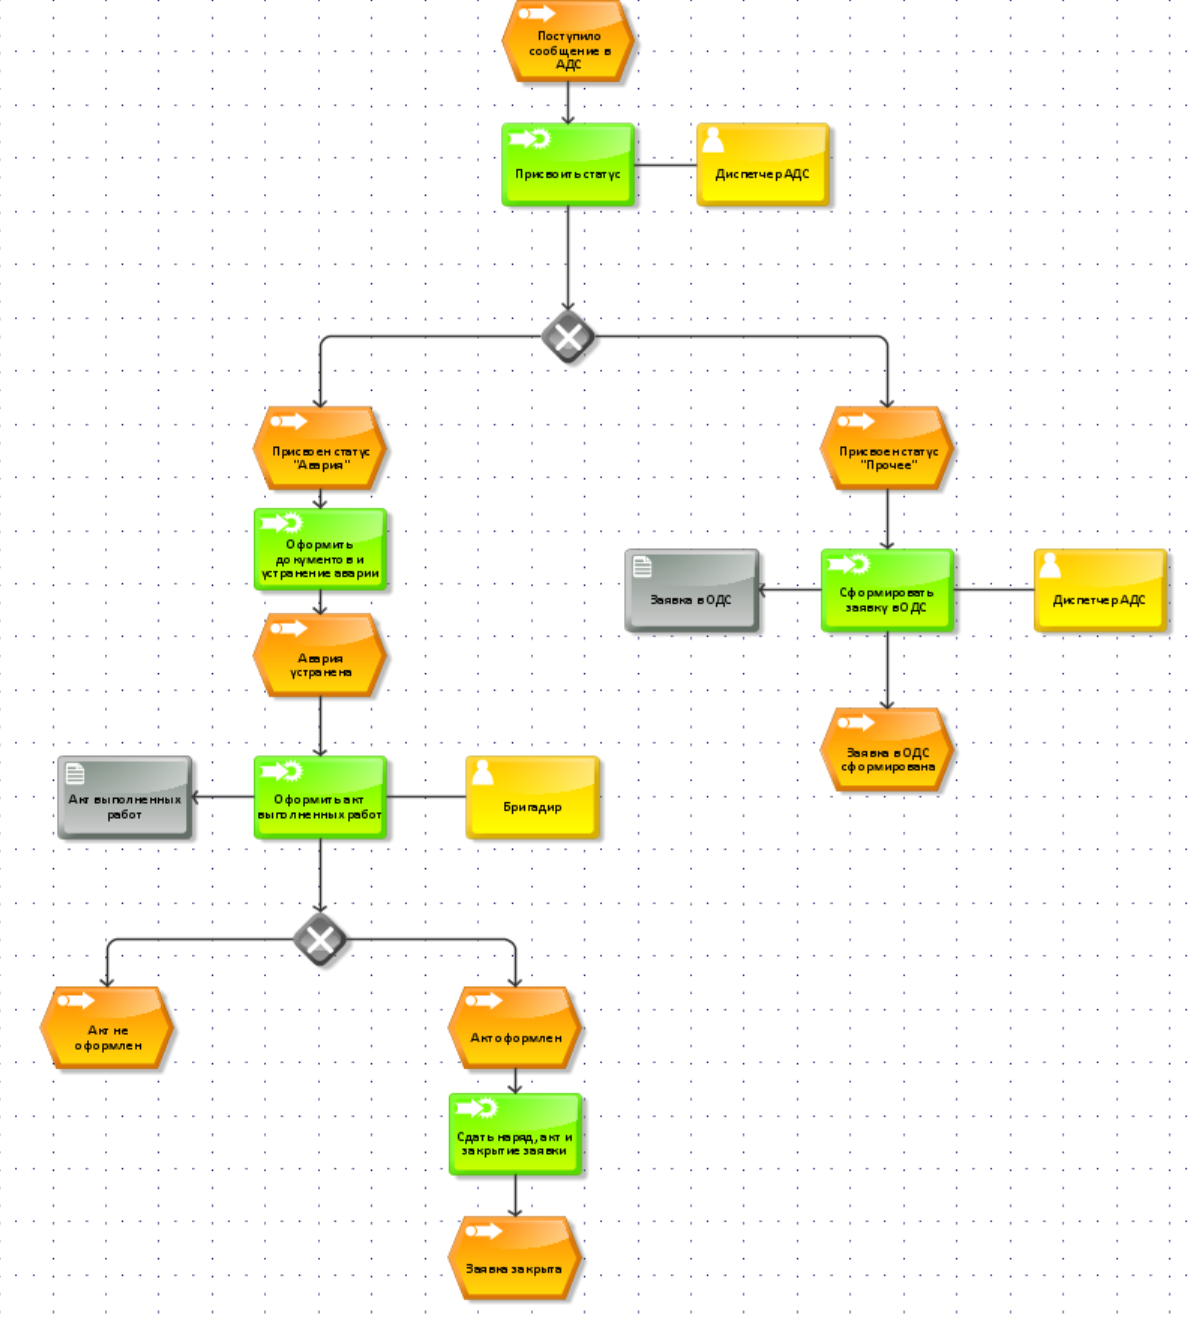 Поступило
сообщение в
АДС
Присвоить статус
Диспетчер АДС
Присвоен статус
"Авария"
Присвоен статус
"Прочее"
Оформить
документов и
устранение аварии
Заявка в ОДС
Сформировать
заявку в ОДС
Диспетчер АДС
Авария
устранена
Заявка в ОДС
сформирована
Акт выполненных
работ
Оформить акт
выполненных работ
Бригадир
Акт не
оформлен
Акт оформлен
Сдать наряд, акт и
закрытие заявки
Заявка закрыта